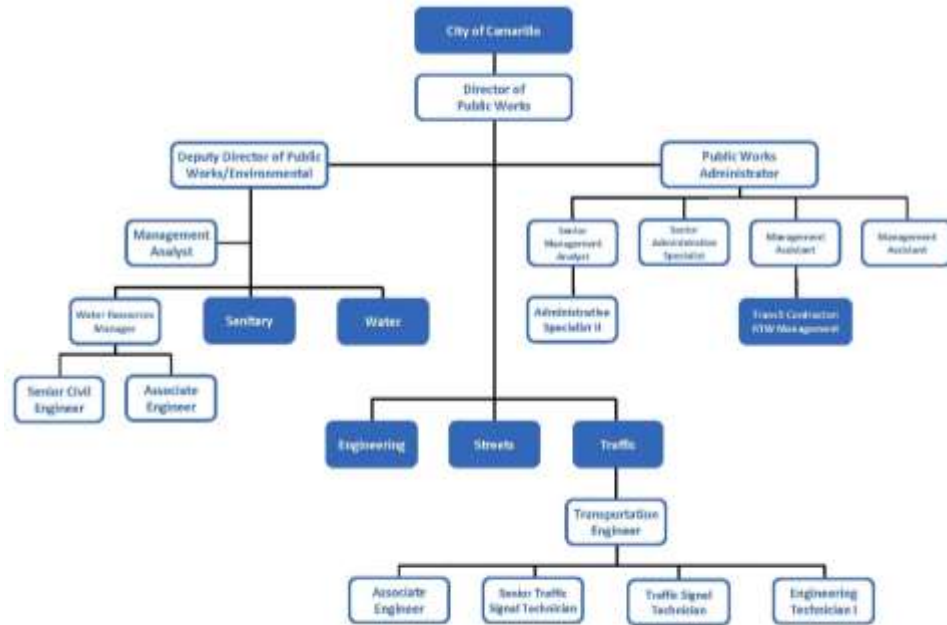 City of Camarillo
Director of
Public Works
Deputy Director of Public
Works/Environmental
Public Works
Administrator
Management
Analyst
Senior
Management
Analyst
Senior
Administrative
Specialist
Management
Assistant
Management
Assistant
Water Resources
Manager
Sanitary
Water
Administrative
Specialist II
Transit Contractor
RTW Management
Senior Civil
Engineer
Associate
Engineer
Engineering
Streets
Traffic
Transportation
Engineer
Associate
Engineer
Senior Traffic
Signal Technician
Traffic Signal
Technician
Engineering
Technician I